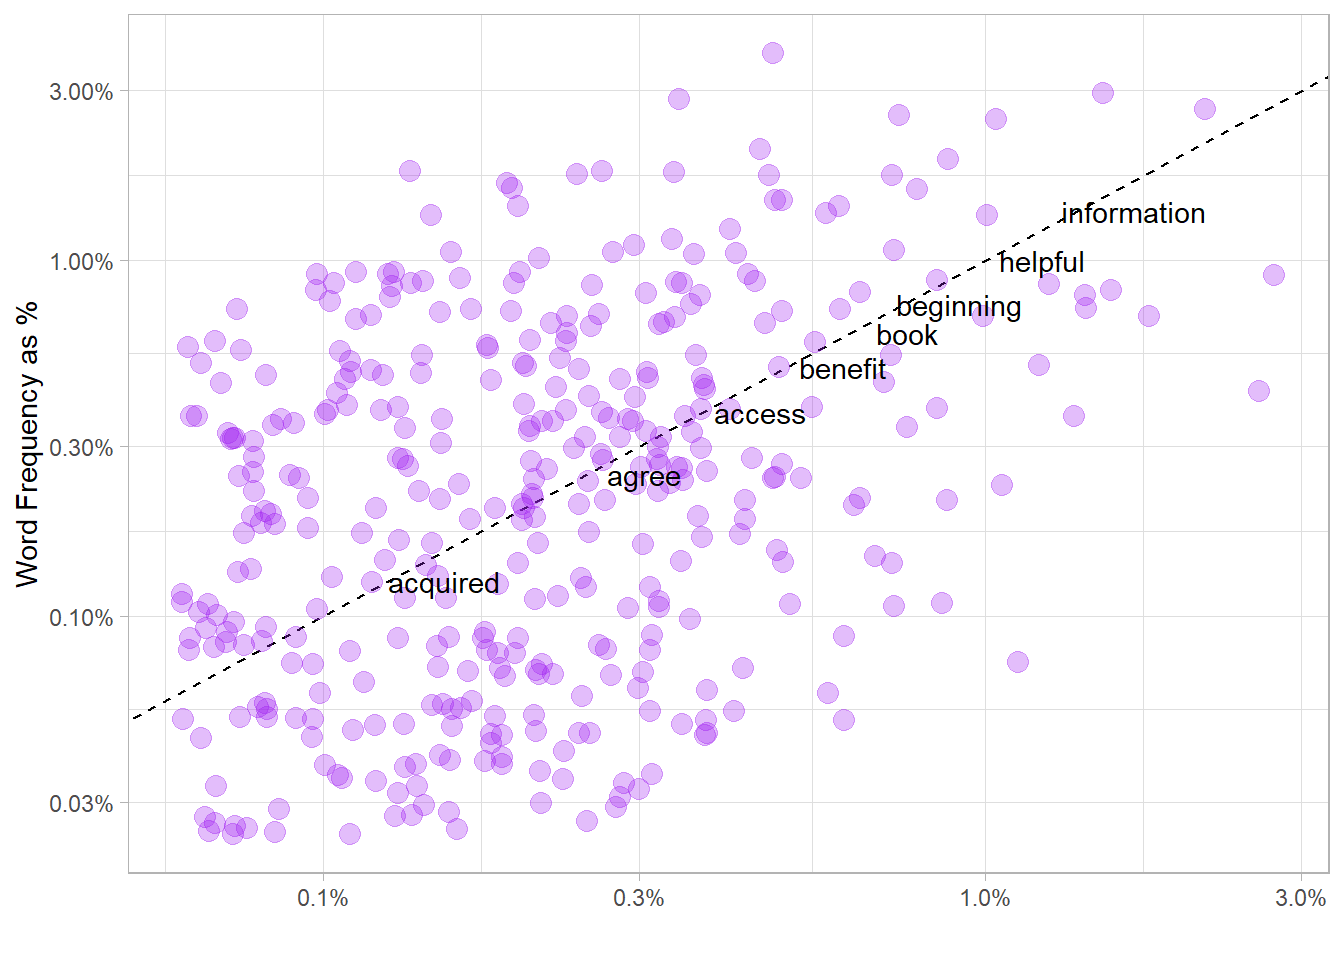 Word Frequency as %
3.00%
1.00%
0.30%
0.10%
0.03%
information
helpful
beginning
book
benefit
access
agree
acquired
0.1%
0.3%
1.0%
3.0%